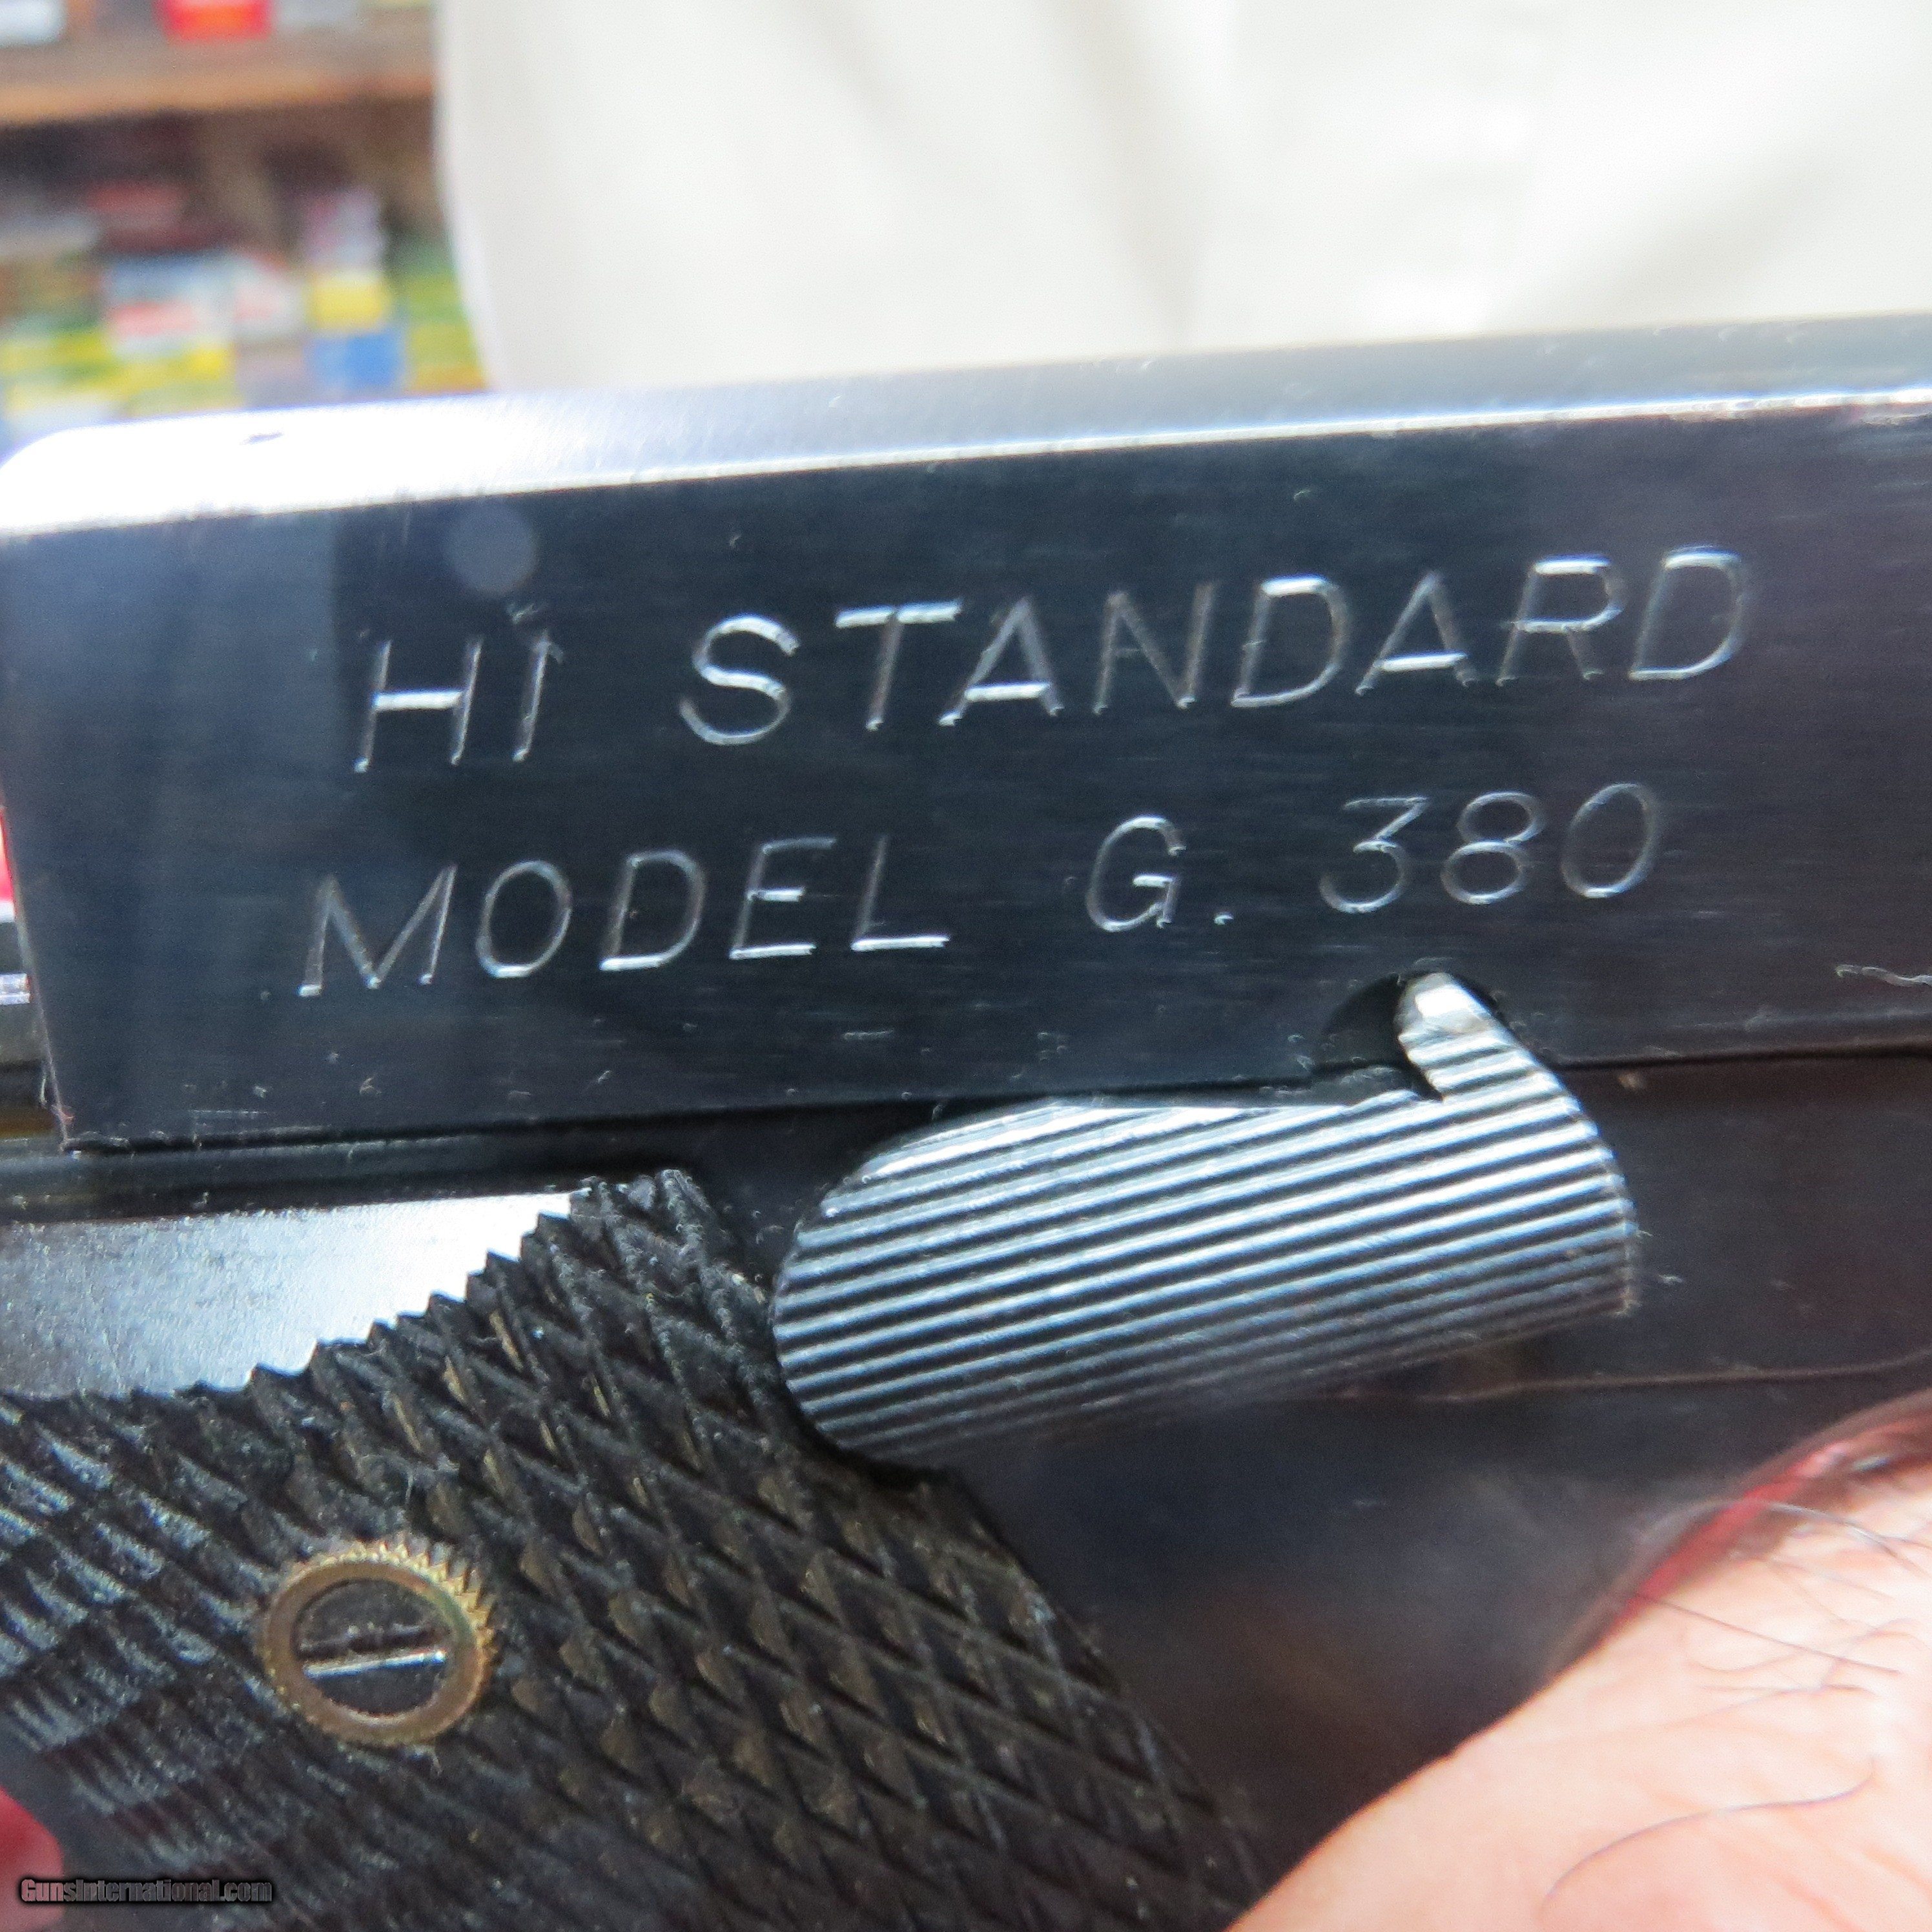 HI STANDARD
MODEL G. 380
GunsInternational.com